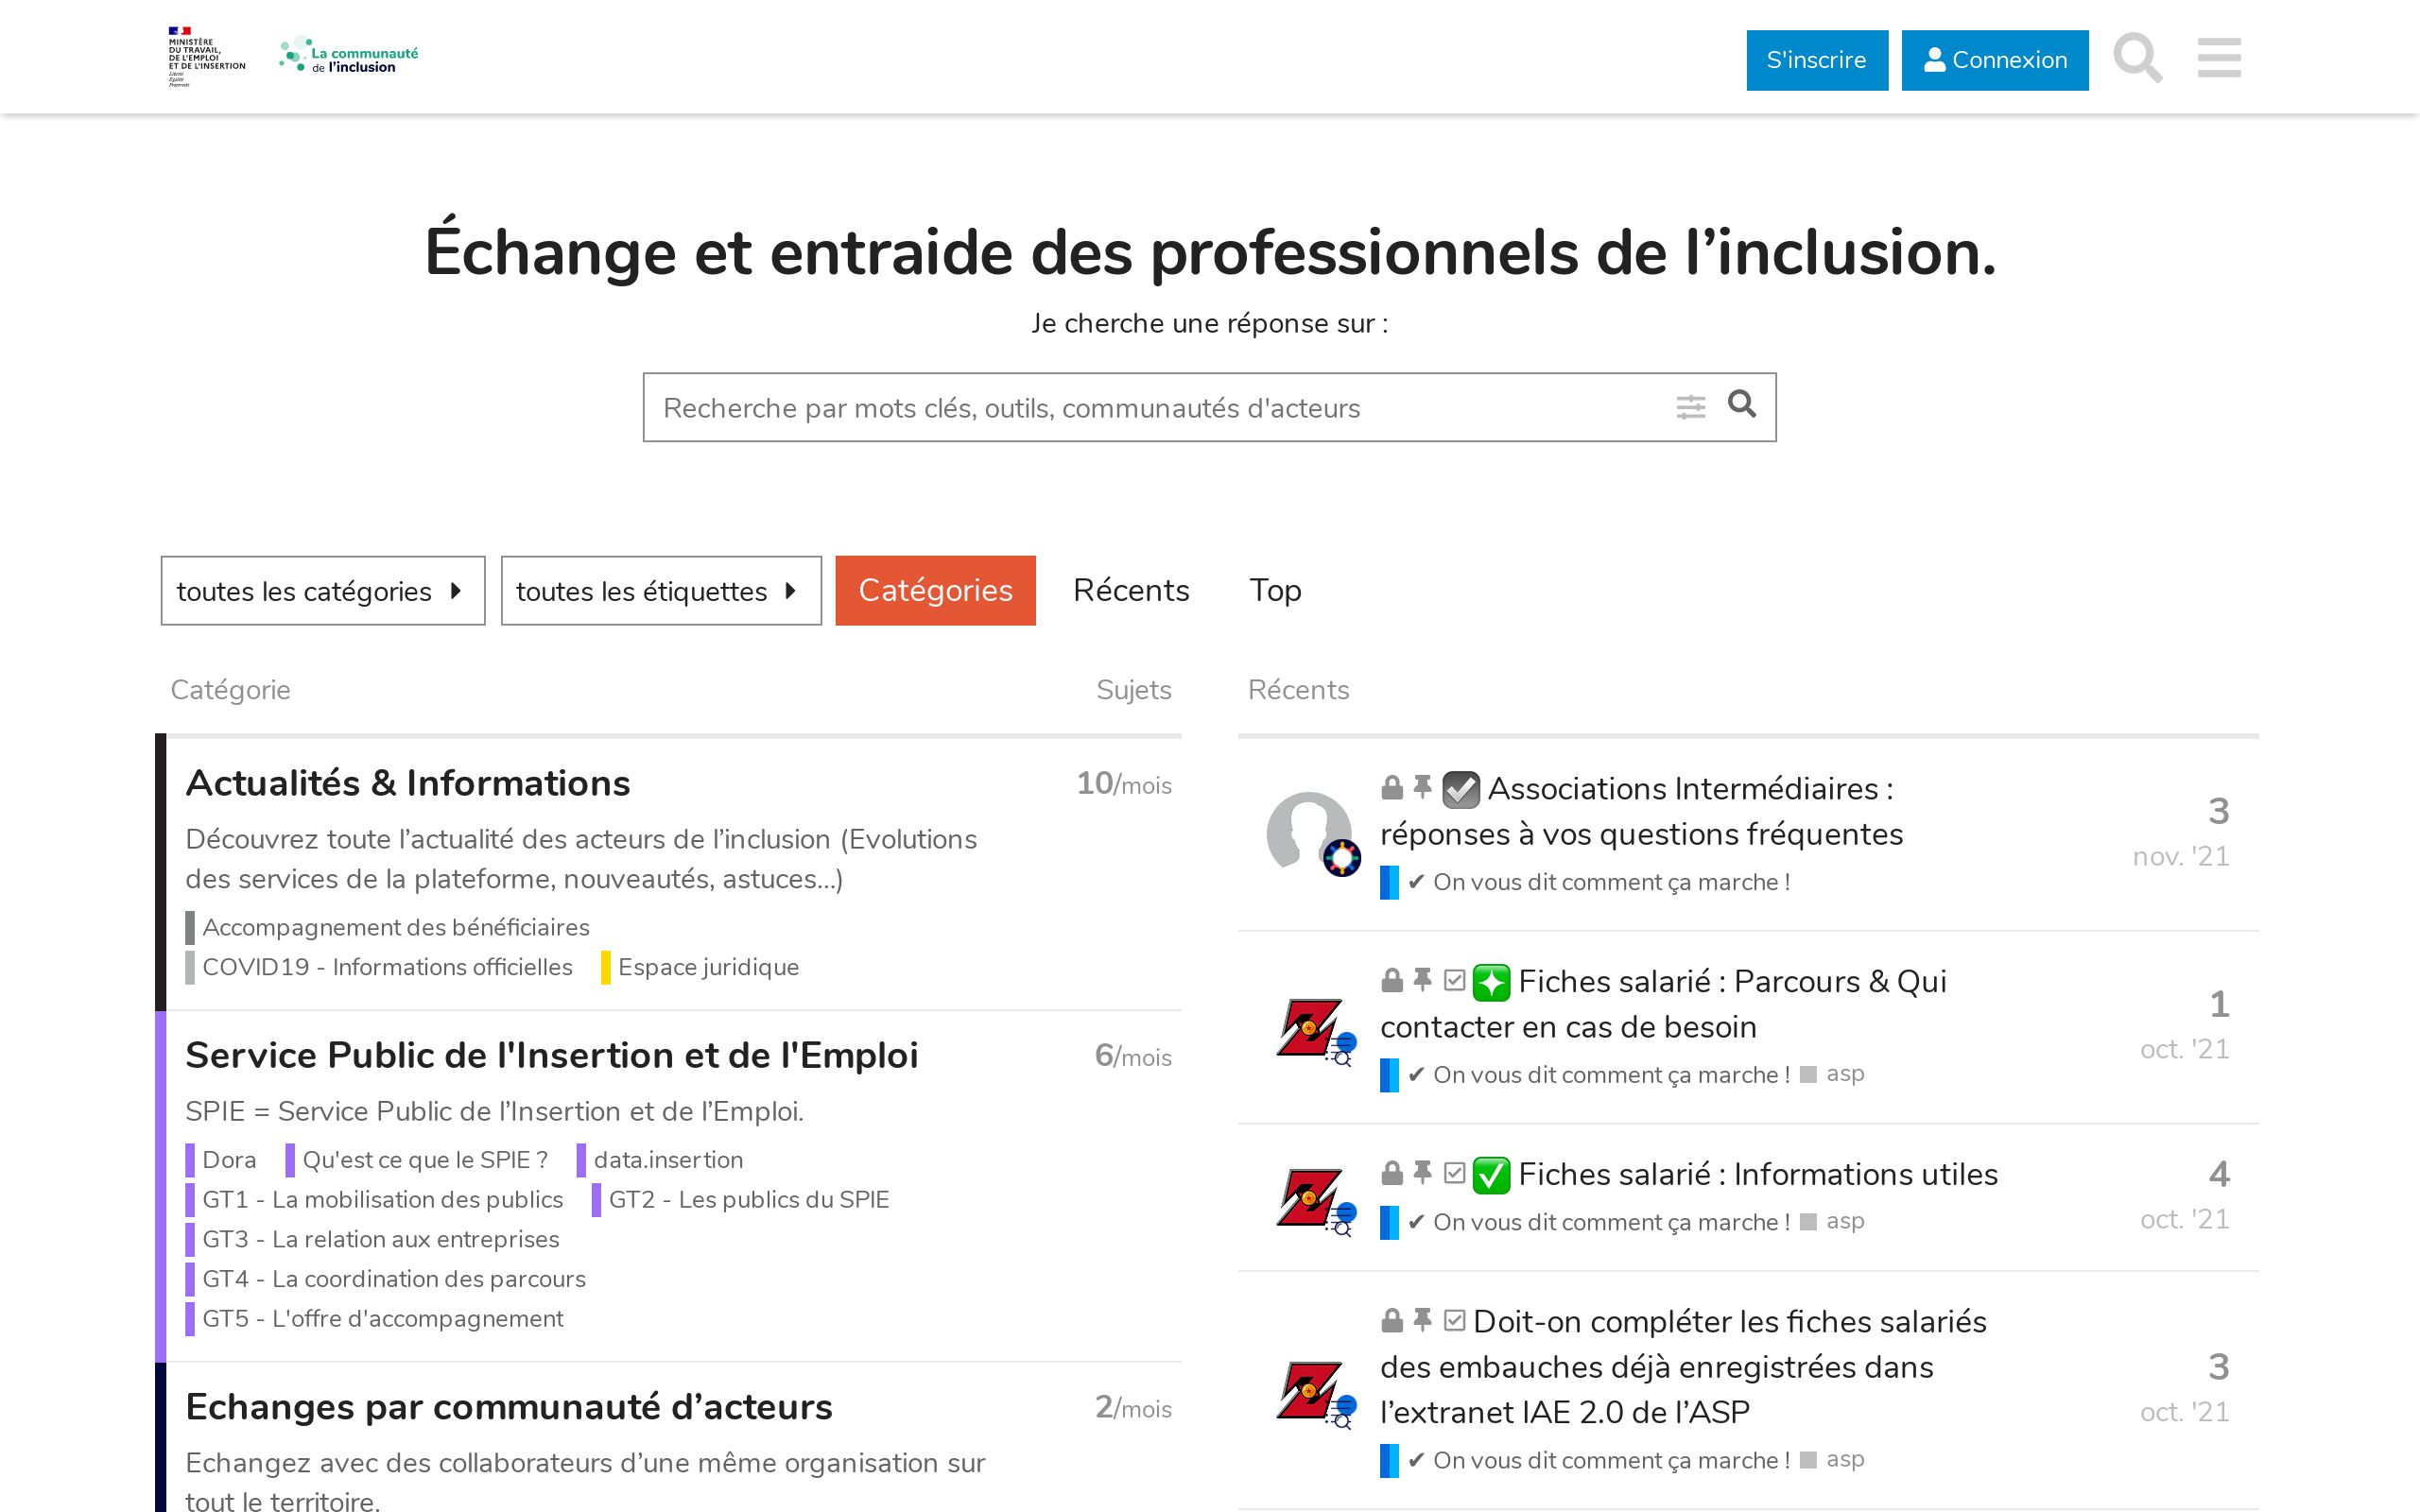 MINISTÈRE
DU TRAVAIL,
DE L'EMPLOI
ET DE L'INSERTION
Liberté
Égalité
Fraternité
La communauté
de l'inclusion
S'inscrire
Connexion
Échange et entraide des professionnels de l’inclusion.
Je cherche une réponse sur :
Recherche par mots clés, outils, communautés d'acteurs
toutes les catégories
toutes les étiquettes
Catégories
Récents
Top
Catégorie
Sujets
Actualités & Informations
10/mois
Découvrez toute l’actualité des acteurs de l’inclusion (Evolutions
des services de la plateforme, nouveautés, astuces…)
Accompagnement des bénéficiaires
COVID19 - Informations officielles
Espace juridique
Service Public de l'Insertion et de l'Emploi
6/mois
SPIE = Service Public de l’Insertion et de l’Emploi.
Dora
Qu'est ce que le SPIE ?
data.insertion
GT1 - La mobilisation des publics
GT2 - Les publics du SPIE
GT3 - La relation aux entreprises
GT4 - La coordination des parcours
GT5 - L'offre d'accompagnement
Echanges par communauté d’acteurs
2/mois
Echangez avec des collaborateurs d’une même organisation sur
tout le territoire.
Récents
Associations Intermédiaires :
réponses à vos questions fréquentes
✔ On vous dit comment ça marche !
3
nov. '21
Fiches salarié : Parcours & Qui
contacter en cas de besoin
✔ On vous dit comment ça marche ! asp
1
oct. '21
Fiches salarié : Informations utiles
✔ On vous dit comment ça marche ! asp
4
oct. '21
Doit-on compléter les fiches salariés
des embauches déjà enregistrées dans
l’extranet IAE 2.0 de l’ASP
✔ On vous dit comment ça marche ! asp
3
oct. '21